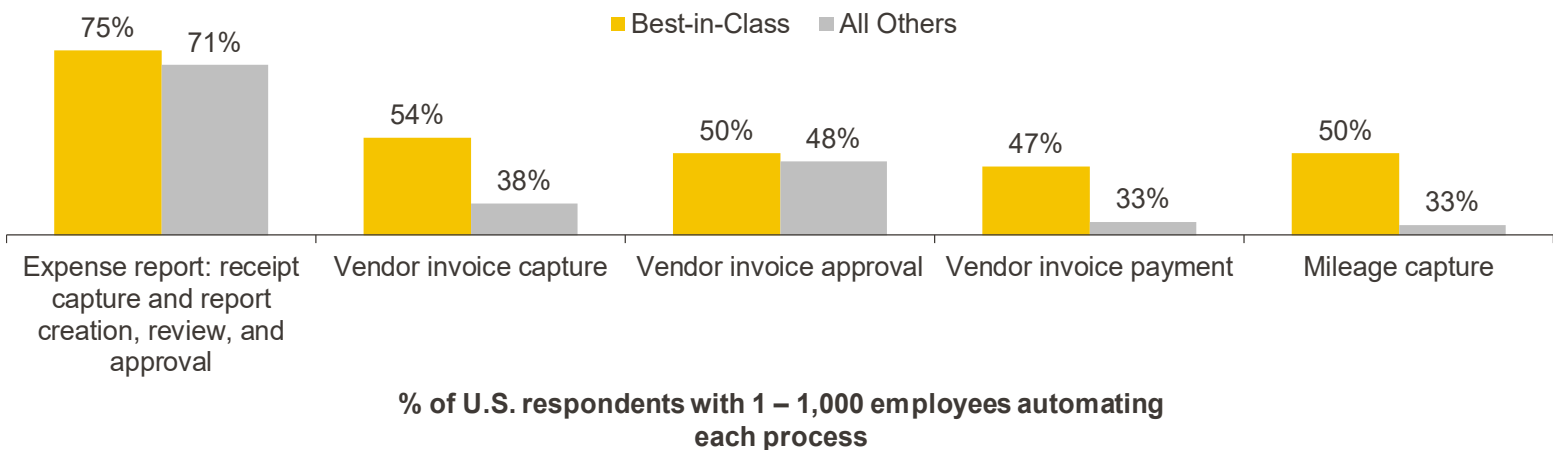 Best-in-Class All Others
75% 71% 54% 38% 50% 48% 47% 33% 50% 33%
Expense report: receipt
capture and report
creation, review, and
approval
Vendor invoice capture
Vendor invoice approval
Vendor invoice payment
Mileage capture
% of U.S. respondents with 1 – 1,000 employees automating
each process